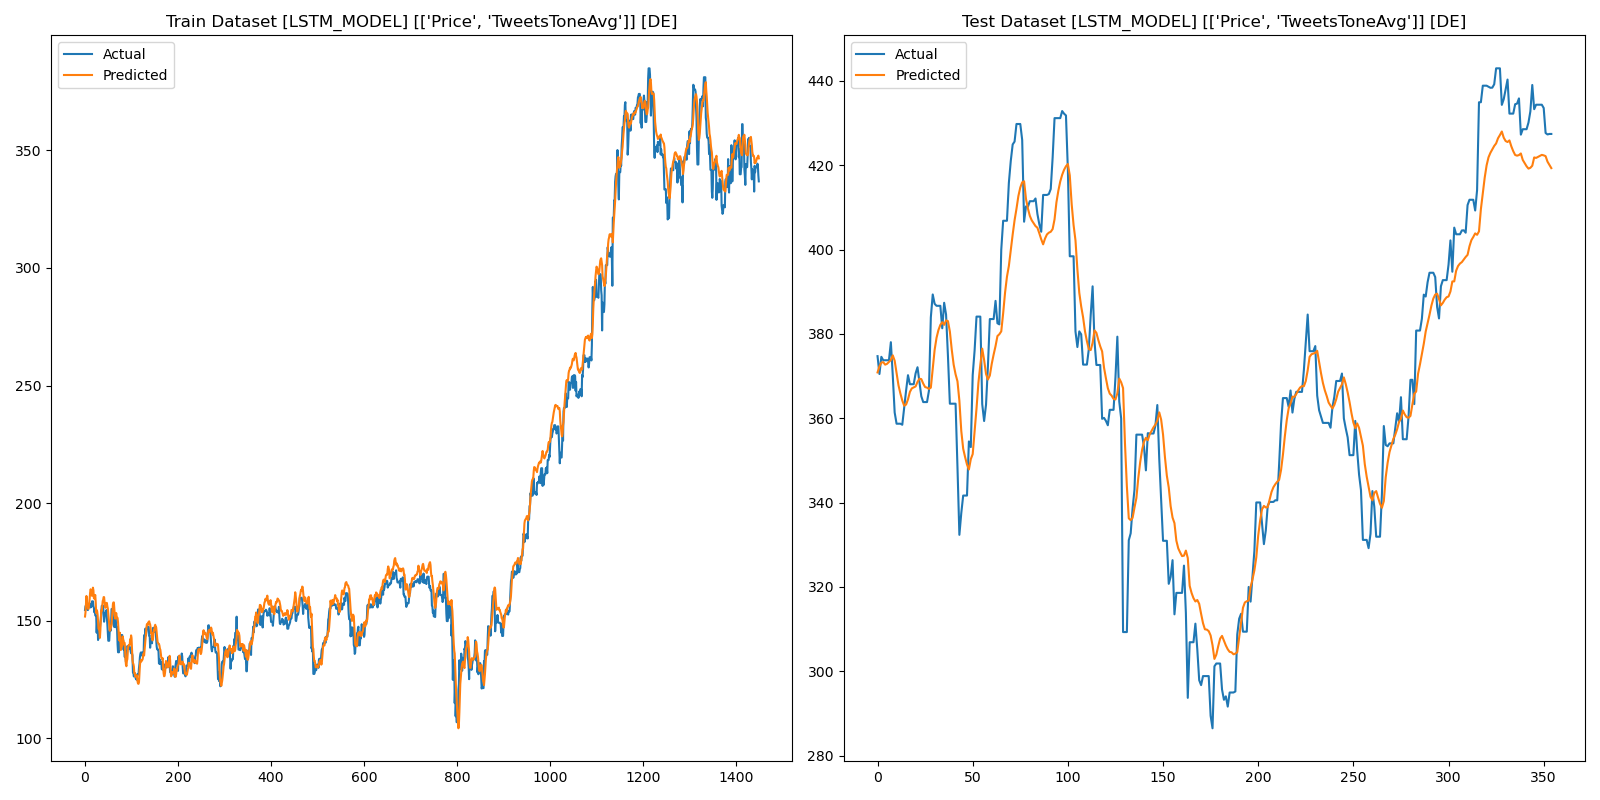 Train Dataset [LSTM_MODEL] [['Price', 'TweetsToneAvg']] [DE]
Actual
Predicted
350
300
250
200
150
100
0 200 400 600 800 1000 1200 1400
Test Dataset [LSTM_MODEL] [['Price', 'TweetsToneAvg']] [DE]
Actual
Predicted
440
420
400
380
360
340
320
300
280
0 50 100 150 200 250 300 350